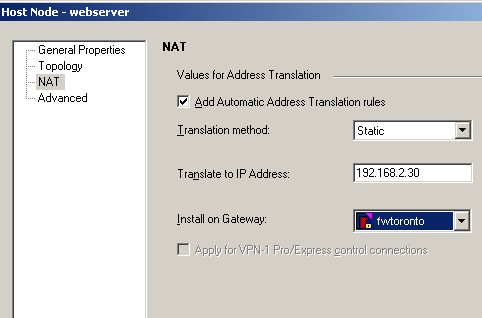 Host Node - webserver
General Properties
Topology
NAT
Advanced
NAT
Values for Address Translation
Add Automatic Address Translation rules
Translation method: Static
Translate to IP Address: 192.168.2.30
Install on Gateway: fwtoronto
Apply for VPN-1 Pro/Express control connections